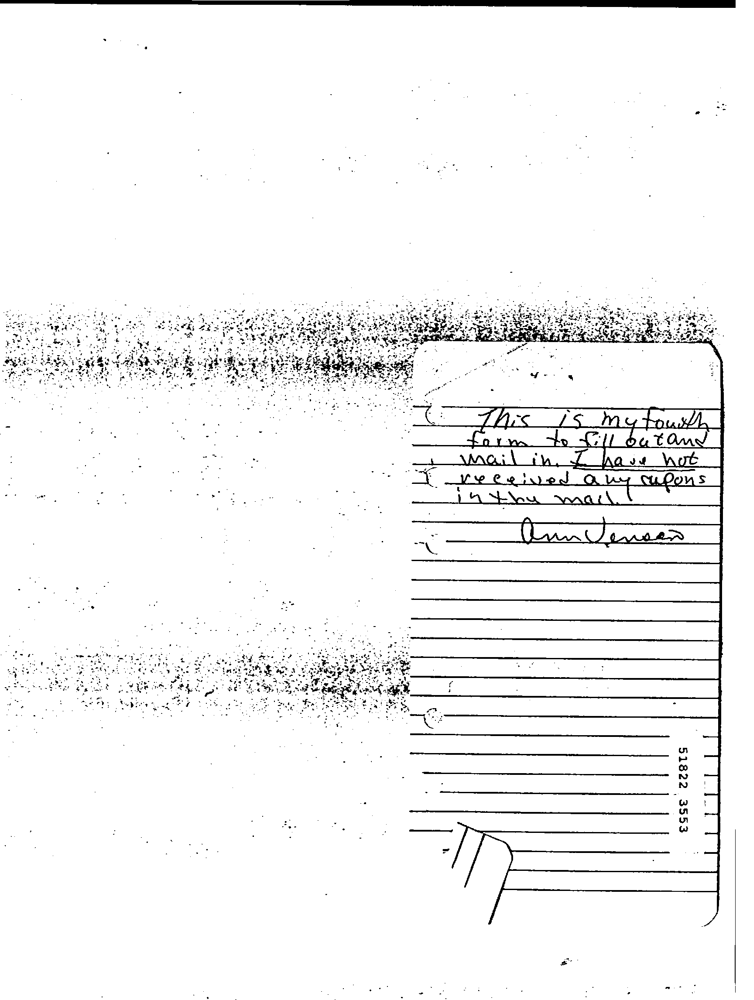 This is my fourth
form to fill out and
mail in. I have not
received any cupons
in the mail.
Ann Jensen
51822 3553